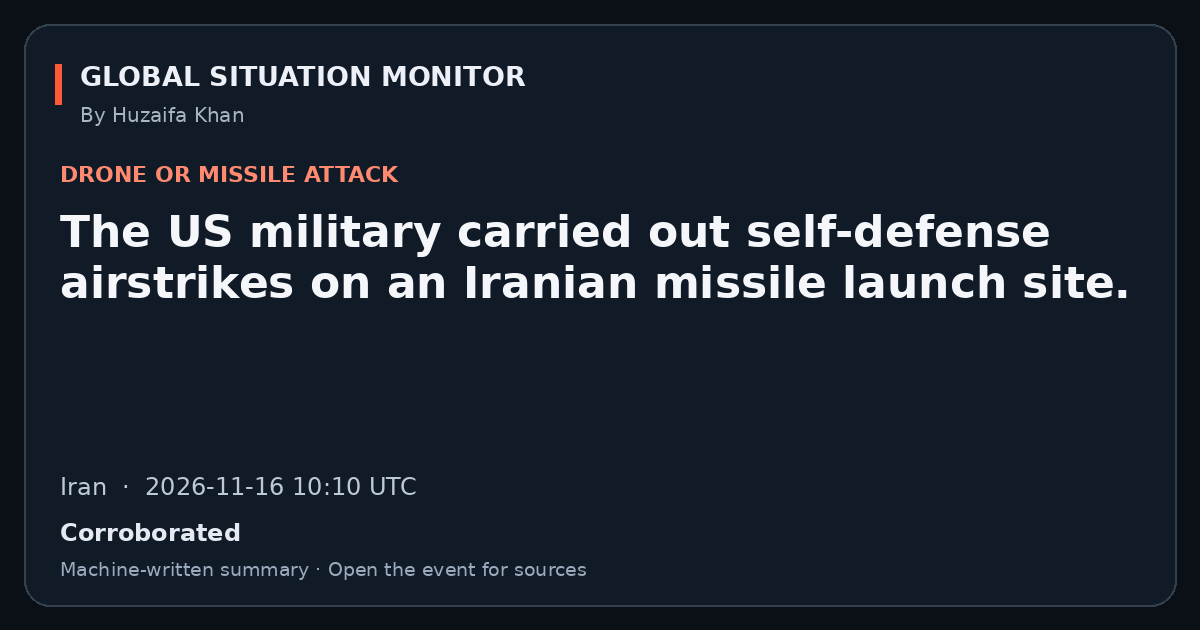 GLOBAL SITUATION MONITOR
By Huzaifa Khan
DRONE OR MISSILE ATTACK
The US military carried out self-defense
airstrikes on an Iranian missile launch site.
Iran · 2026-11-16 10:10 UTC
Corroborated
Machine-written summary · Open the event for sources